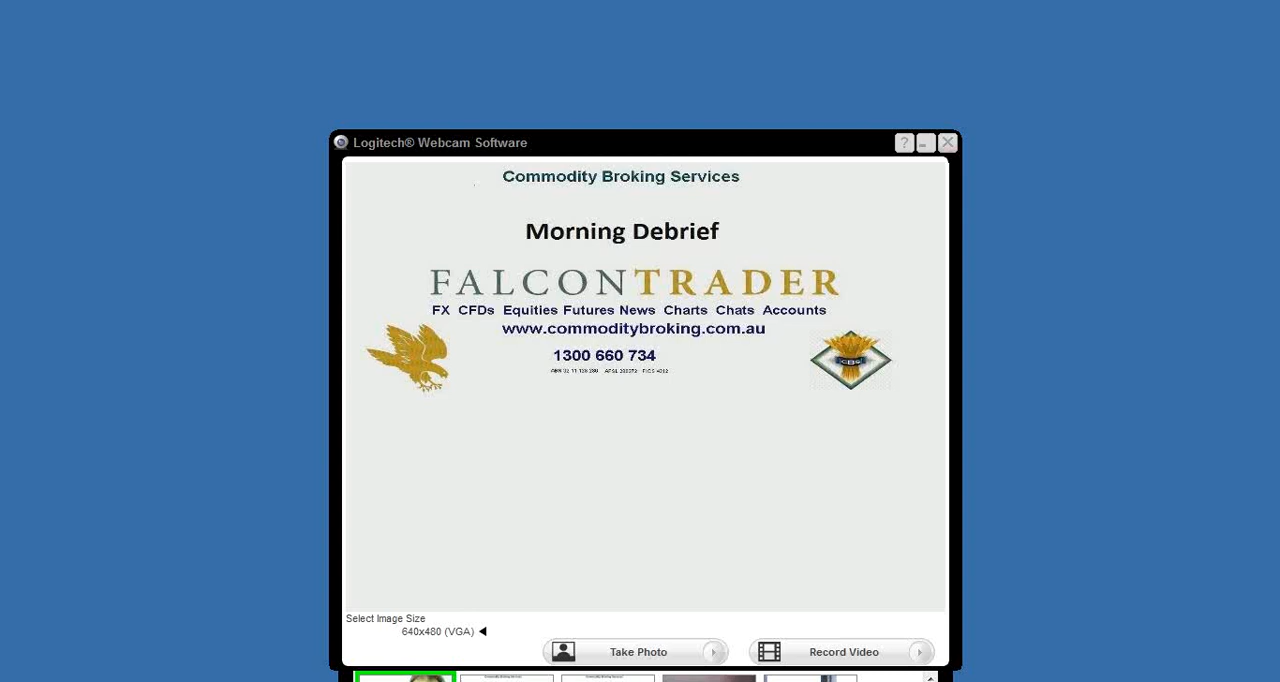 Logitech® Webcam Software
Commodity Broking Services
Morning Debrief
FALCONTRADER
FX CFDs Equities Futures News Charts Chats Accounts
www.commoditybroking.com.au
1300 660 734
CBS
Select Image Size
640x480 (VGA)
Take Photo
Record Video